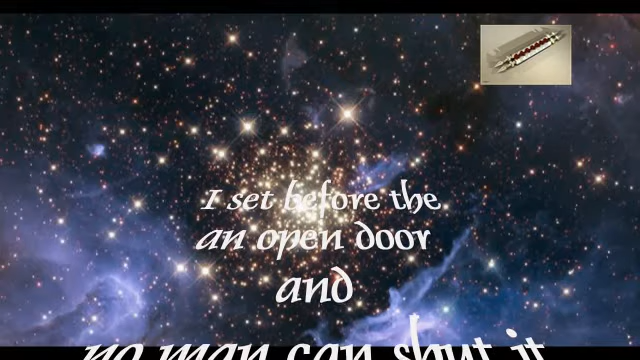 I set before the
an open door
and
no man can shut it